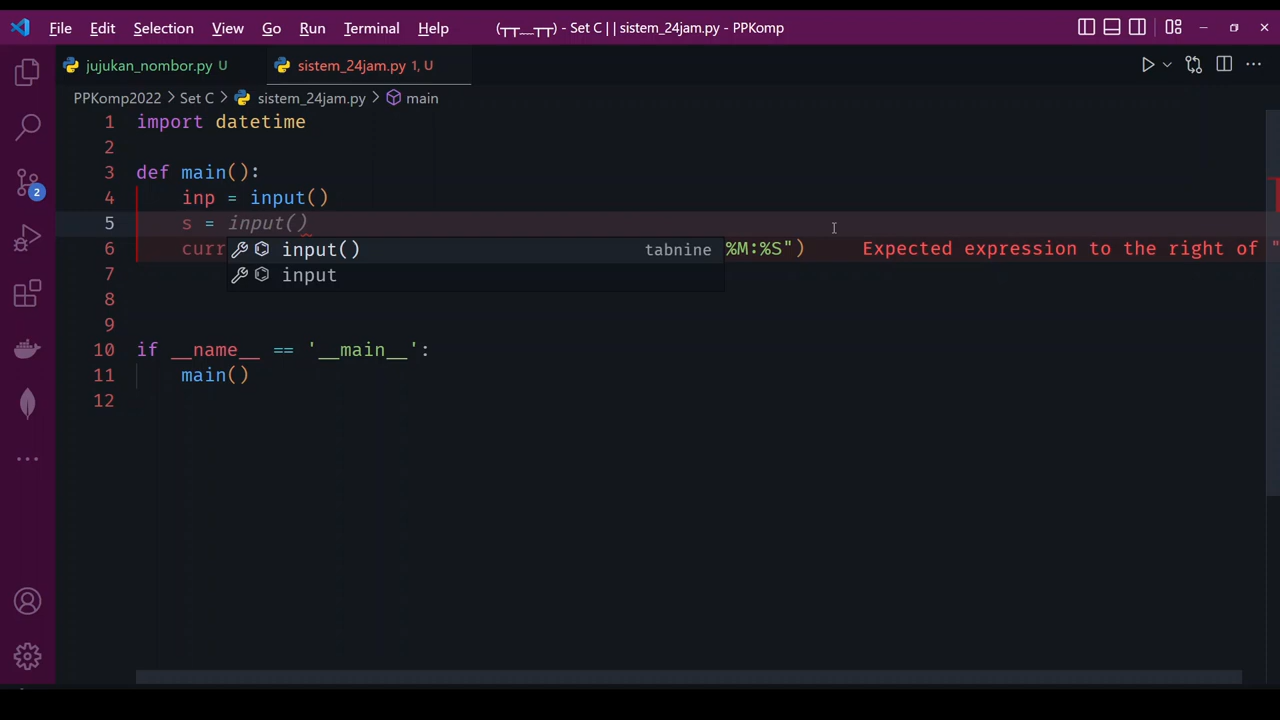 File Edit Selection View Go Run Terminal Help (┬┬﹏┬┬) - Set C | | sistem_24jam.py - PPKomp
jujukan_nombor.py U sistem_24jam.py 1, U
PPKomp2022 > Set C > sistem_24jam.py > main
1 import datetime
2
3 def main():
4 inp = input()
5 s = input()
6 curr %M:%S") Expected expression to the right of "
input() tabnine
input
7
8
9
10 if __name__ == '__main__':
11 main()
12
2